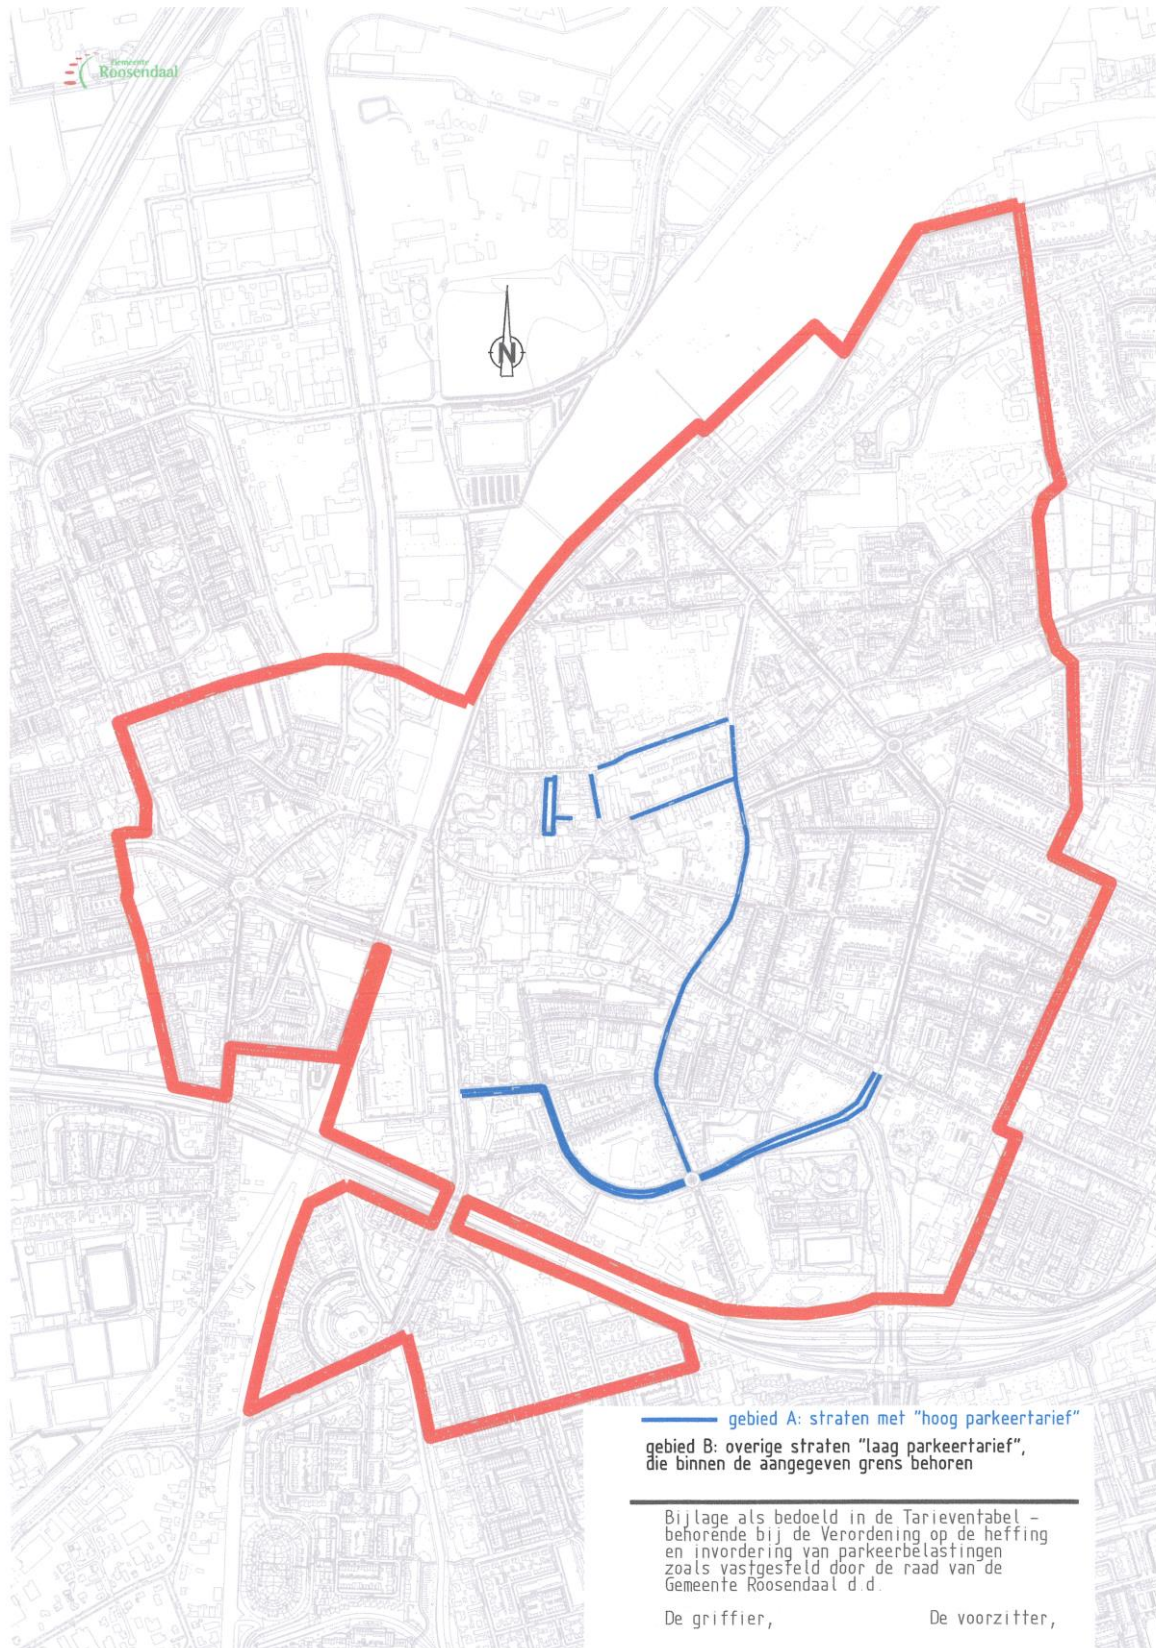 Gemeente
Roosendaal
N
gebied A: straten met "hoog parkeertarief"
gebied B: overige straten "laag parkeertarief",
die binnen de aangegeven grens behoren
Bijlage als bedoeld in de Tarieventabel -
behorende bij de Verordening op de heffing
en invordering van parkeerbelastingen
zoals vastgesteld door de raad van de
Gemeente Roosendaal d.d.
De griffier, De voorzitter,